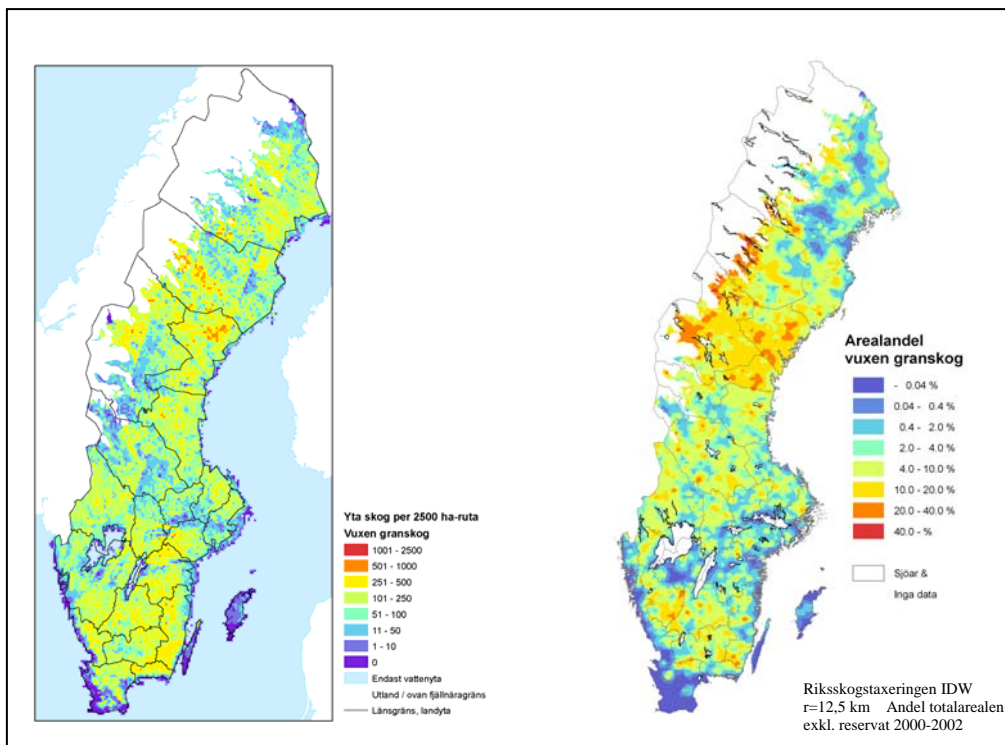 Yta skog per 2500 ha-ruta
Vuxen granskog
1001 - 2500
501 - 1000
251 - 500
101 - 250
51 - 100
11 - 50
1 - 10
0
Endast vattenyta
Utland / ovan fjällnäragräns
Länsgräns, landyta
Arealandel
vuxen granskog
- 0.04 %
0.04 - 0.4 %
0.4 - 2.0 %
2.0 - 4.0 %
4.0 - 10.0 %
10.0 - 20.0 %
20.0 - 40.0 %
40.0 - %
Sjöar &
Inga data
Riksskogstaxeringen IDW
r=12,5 km Andel totalarealen
exkl. reservat 2000-2002